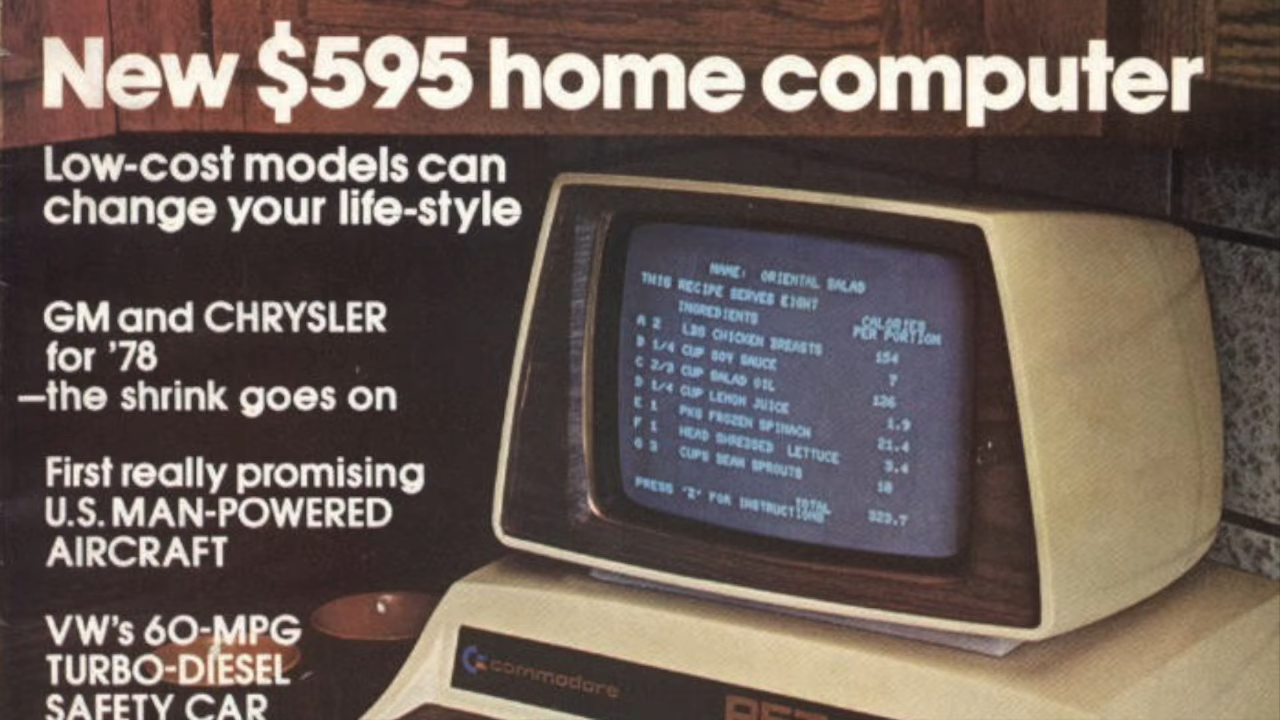 New $595 home computer
Low-cost models can
change your life-style
GM and CHRYSLER
for '78
—the shrink goes on
First really promising
U.S. MAN-POWERED
AIRCRAFT
VW's 60-MPG
TURBO-DIESEL
SAFETY CAR
NAME: ORIENTAL SALAD
THIS RECIPE SERVES EIGHT
INGREDIENTS CALORIES
PER PORTION
A 2 LBS CHICKEN BREASTS 154
B 1/4 CUP SOY SAUCE 7
C 2/3 CUP SALAD OIL 126
D 1/4 CUP LEMON JUICE 1.9
E 1 PKG FROZEN SPINACH 21.4
F 1 HEAD SHREDDED LETTUCE 3.4
G 3 CUPS BEAN SPROUTS 10
TOTAL 323.7
PRESS 'Z' FOR INSTRUCTIONS
commodore
PET